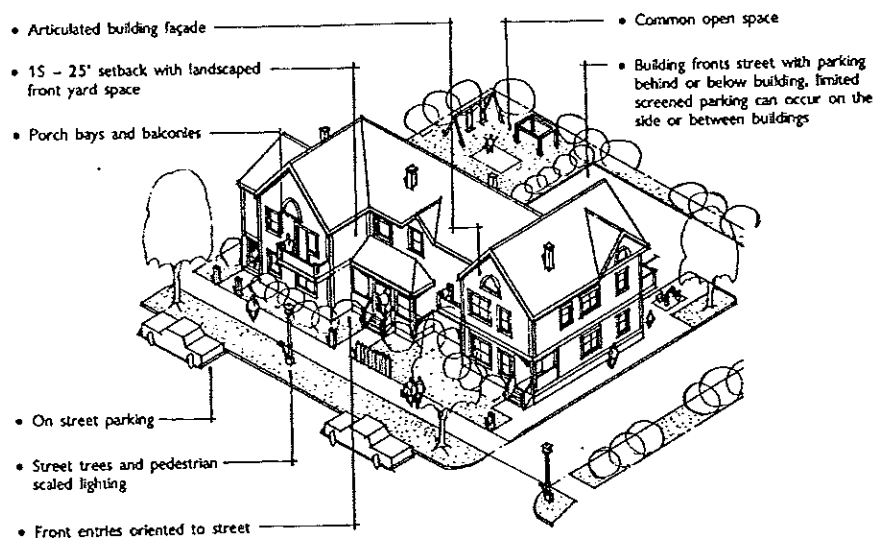 • Articulated building façade
• 15 – 25' setback with landscaped
front yard space
• Porch bays and balconies
• On street parking
• Street trees and pedestrian
scaled lighting
• Front entries oriented to street
• Common open space
• Building fronts street with parking
behind or below building, limited
screened parking can occur on the
side or between buildings